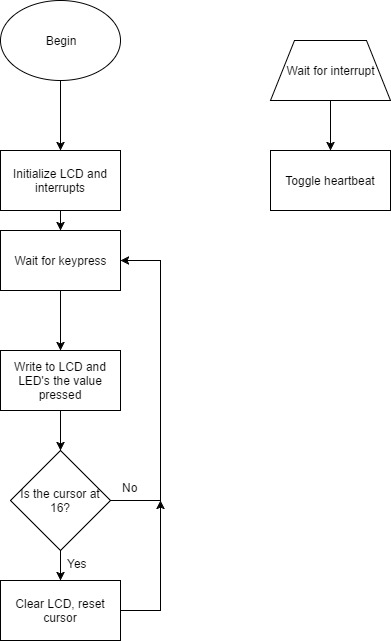 Begin
Initialize LCD and
interrupts
Wait for keypress
Write to LCD and
LED's the value
pressed
Is the cursor at
16?
No
Yes
Clear LCD, reset
cursor
Wait for interrupt
Toggle heartbeat